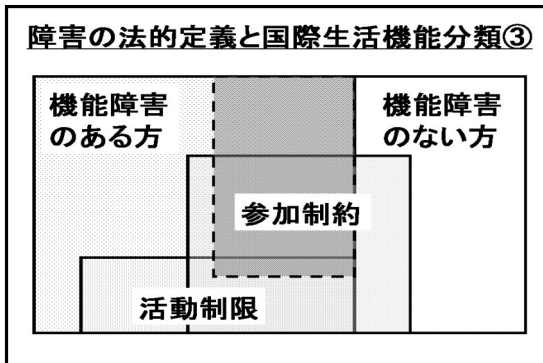 障害の法的定義と国際生活機能分類③
機能障害
のある方
機能障害
のない方
参加制約
活動制限